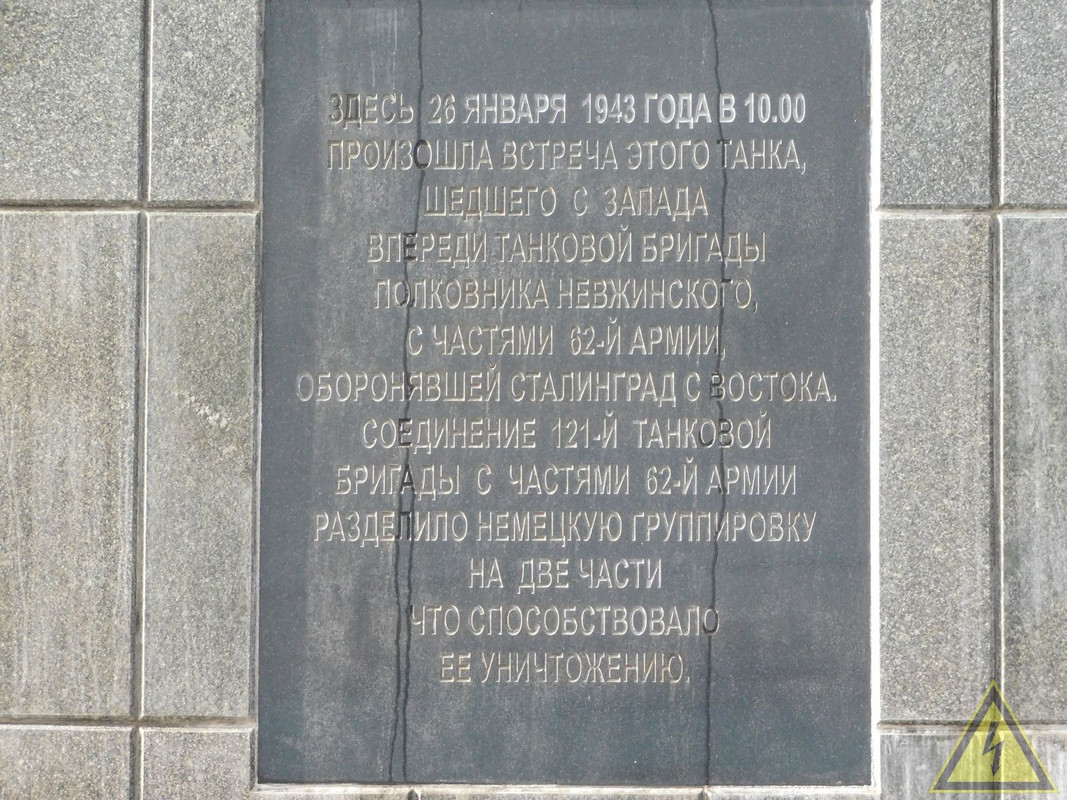 ЗДЕСЬ 26 ЯНВАРЯ 1943 ГОДА В 10.00
ПРОИЗОШЛА ВСТРЕЧА ЭТОГО ТАНКА,
ШЕДШЕГО С ЗАПАДА
ВПЕРЕДИ ТАНКОВОЙ БРИГАДЫ
ПОЛКОВНИКА НЕВЖИНСКОГО,
С ЧАСТЯМИ 62-Й АРМИИ,
ОБОРОНЯВШЕЙ СТАЛИНГРАД С ВОСТОКА.
СОЕДИНЕНИЕ 121-Й ТАНКОВОЙ
БРИГАДЫ С ЧАСТЯМИ 62-Й АРМИИ
РАЗДЕЛИЛО НЕМЕЦКУЮ ГРУППИРОВКУ
НА ДВЕ ЧАСТИ
ЧТО СПОСОБСТВОВАЛО
ЕЕ УНИЧТОЖЕНИЮ.